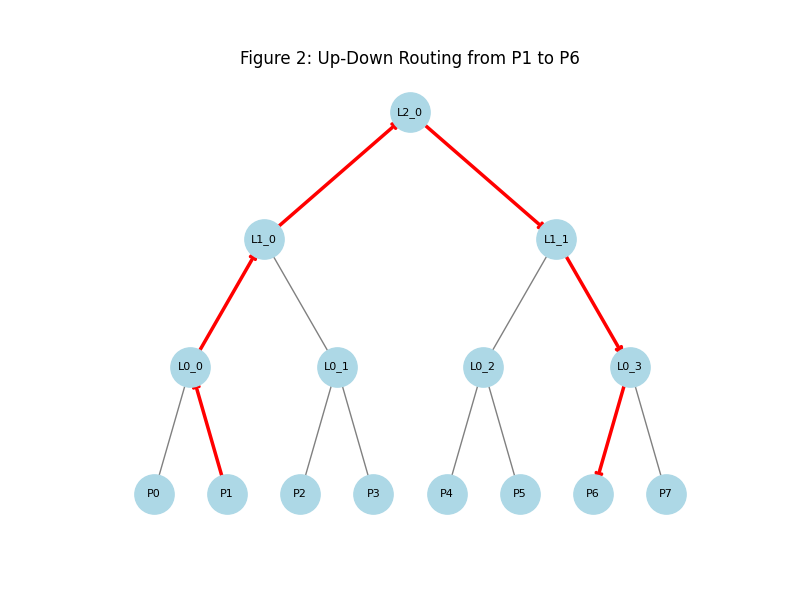 Figure 2: Up-Down Routing from P1 to P6
L2_0
L1_0
L1_1
L0_0
L0_1
L0_2
L0_3
P0
P1
P2
P3
P4
P5
P6
P7